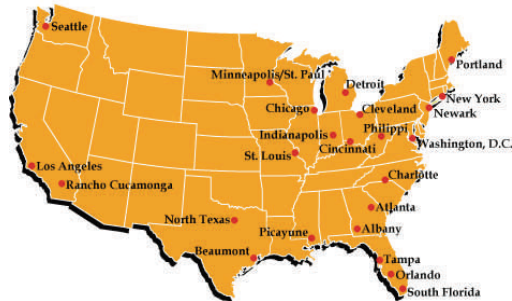 Seattle
Portland
Minneapolis/St. Paul
Detroit
New York
Chicago
Cleveland
Newark
Indianapolis
Philippi
Washington, D.C.
Cincinnati
St. Louis
Los Angeles
Rancho Cucamonga
Charlotte
North Texas
Atlanta
Picayune
Albany
Beaumont
Tampa
Orlando
South Florida